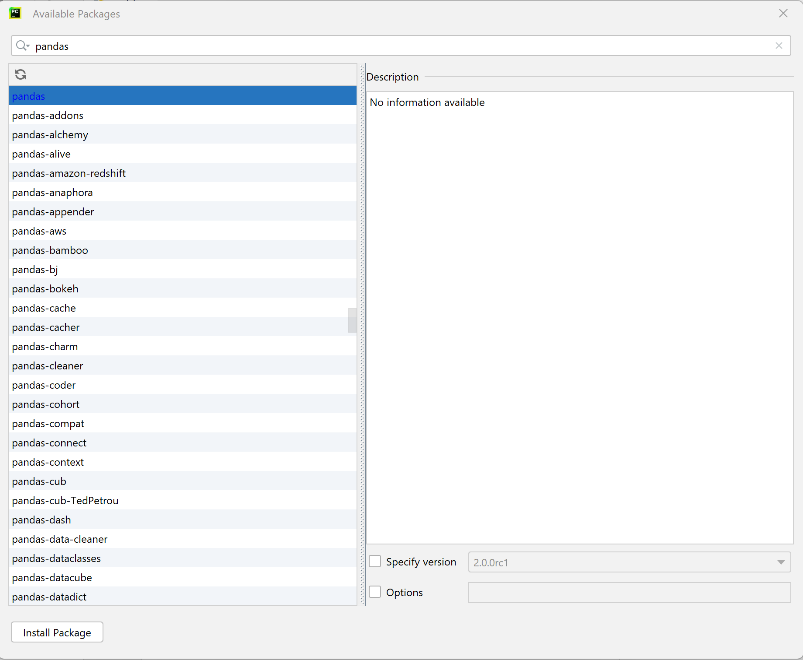 Available Packages
pandas
Description
pandas
No information available
pandas-addons
pandas-alchemy
pandas-alive
pandas-amazon-redshift
pandas-anaphora
pandas-appender
pandas-aws
pandas-bamboo
pandas-bj
pandas-bokeh
pandas-cache
pandas-cacher
pandas-charm
pandas-cleaner
pandas-coder
pandas-cohort
pandas-compat
pandas-connect
pandas-context
pandas-cub
pandas-cub-TedPetrou
pandas-dash
pandas-data-cleaner
pandas-dataclasses
pandas-datacube
pandas-datadict
Specify version
2.0.0rc1
Options
Install Package